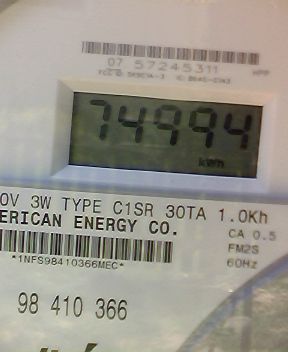 07 57245311
74994
kWh
0V 3W TYPE C1SR 30TA 1.0Kh
ERICAN ENERGY CO.
CA 0.5
FM2S
60Hz
*1NFS98410366MEC*
98 410 366